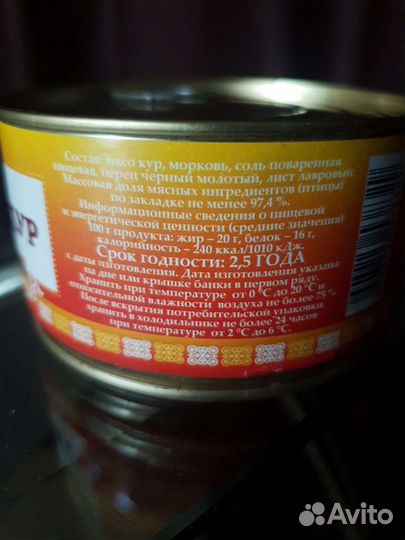 Состав: мясо кур, морковь, соль поваренная
пищевая, перец черный молотый, лист лавровый.
Массовая доля мясных ингредиентов (птицы)
по закладке не менее 97,4 %.
Информационные сведения о пищевой
и энергетической ценности (средние значения)
100 г продукта: жир – 20 г, белок – 16 г,
калорийность – 240 ккал/1010 кДж.
Срок годности: 2,5 ГОДА
с даты изготовления. Дата изготовления указана
на дне или крышке банки в первом ряду.
Хранить при температуре от 0 °С до 20 °С и
относительной влажности воздуха не более 75 %.
После вскрытия потребительской упаковки
хранить в холодильнике не более 24 часов
при температуре от 2 °С до 6 °С.
КУР
Avito